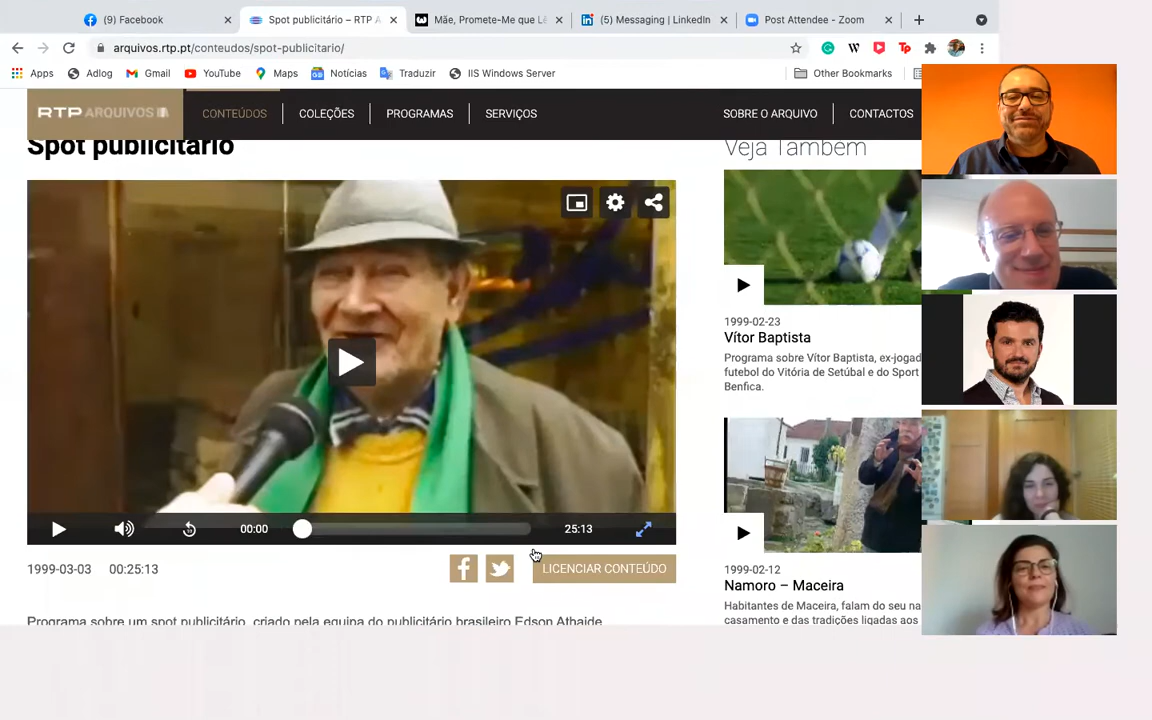 (9) Facebook
Spot publicitário – RTP A
Mãe, Promete-Me que Lê
(5) Messaging | LinkedIn
Post Attendee - Zoom
arquivos.rtp.pt/conteudos/spot-publicitario/
Apps
Adlog
Gmail
YouTube
Maps
Notícias
Traduzir
IIS Windows Server
Other Bookmarks
RTP ARQUIVOS
CONTEÚDOS
COLEÇÕES
PROGRAMAS
SERVIÇOS
SOBRE O ARQUIVO
CONTACTOS
Spot publicitário
00:00
25:13
1999-03-03
00:25:13
LICENCIAR CONTEÚDO
Programa sobre um spot publicitário, criado pela equipa do publicitário brasileiro Edson Athaide
Veja Também
1999-02-23
Vítor Baptista
Programa sobre Vítor Baptista, ex-jogad
futebol do Vitória de Setúbal e do Sport
Benfica.
1999-02-12
Namoro – Maceira
Habitantes de Maceira, falam do seu na
casamento e das tradições ligadas aos